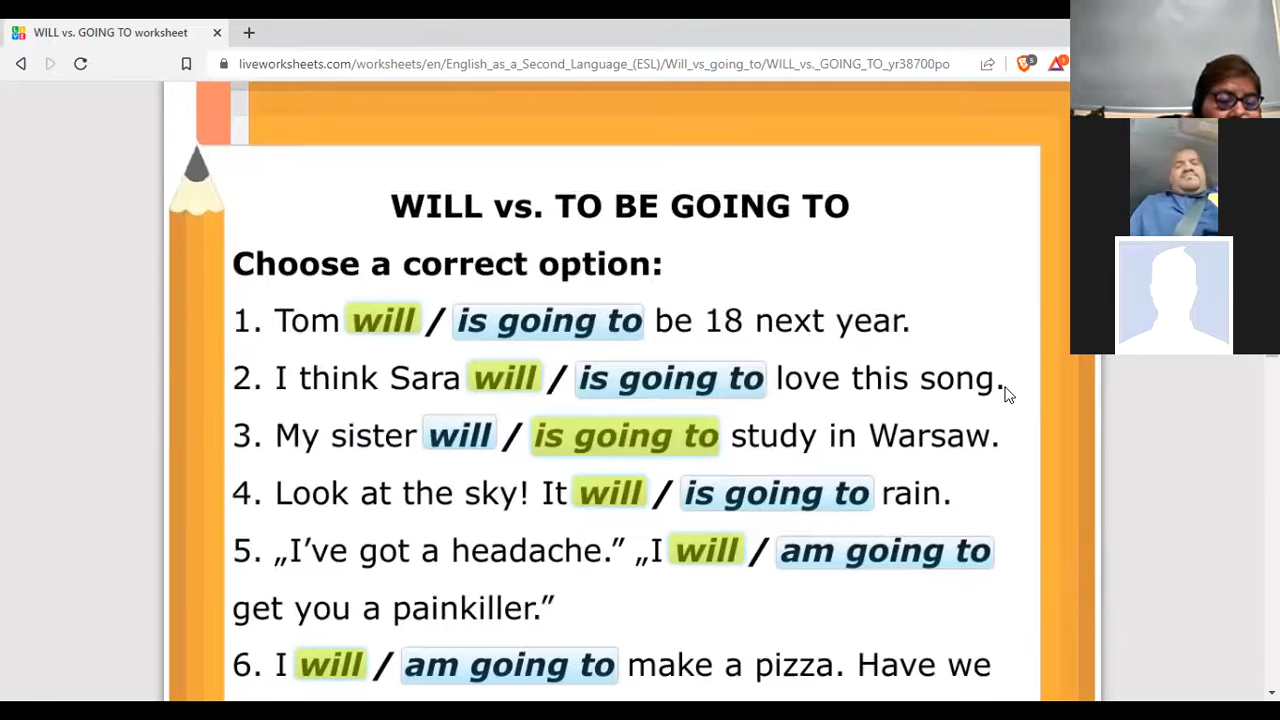 WILL vs. GOING TO worksheet
liveworksheets.com/worksheets/en/English_as_a_Second_Language_(ESL)/Will_vs_going_to/WILL_vs._GOING_TO_yr38700po
WILL vs. TO BE GOING TO
Choose a correct option:
1. Tom will / is going to be 18 next year.
2. I think Sara will / is going to love this song.
3. My sister will / is going to study in Warsaw.
4. Look at the sky! It will / is going to rain.
5. „I’ve got a headache.” „I will / am going to
get you a painkiller.”
6. I will / am going to make a pizza. Have we